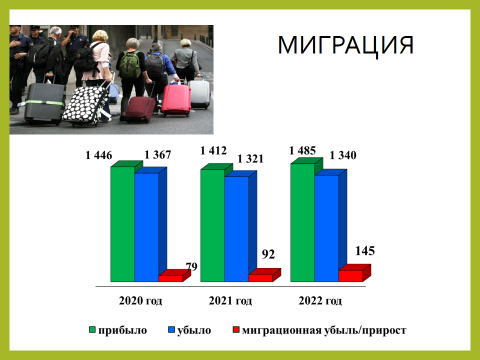 МИГРАЦИЯ
1 446 1 367 1 412 1 321 1 485 1 340
79 92 145
2020 год 2021 год 2022 год
прибыло убыло миграционная убыль/прирост